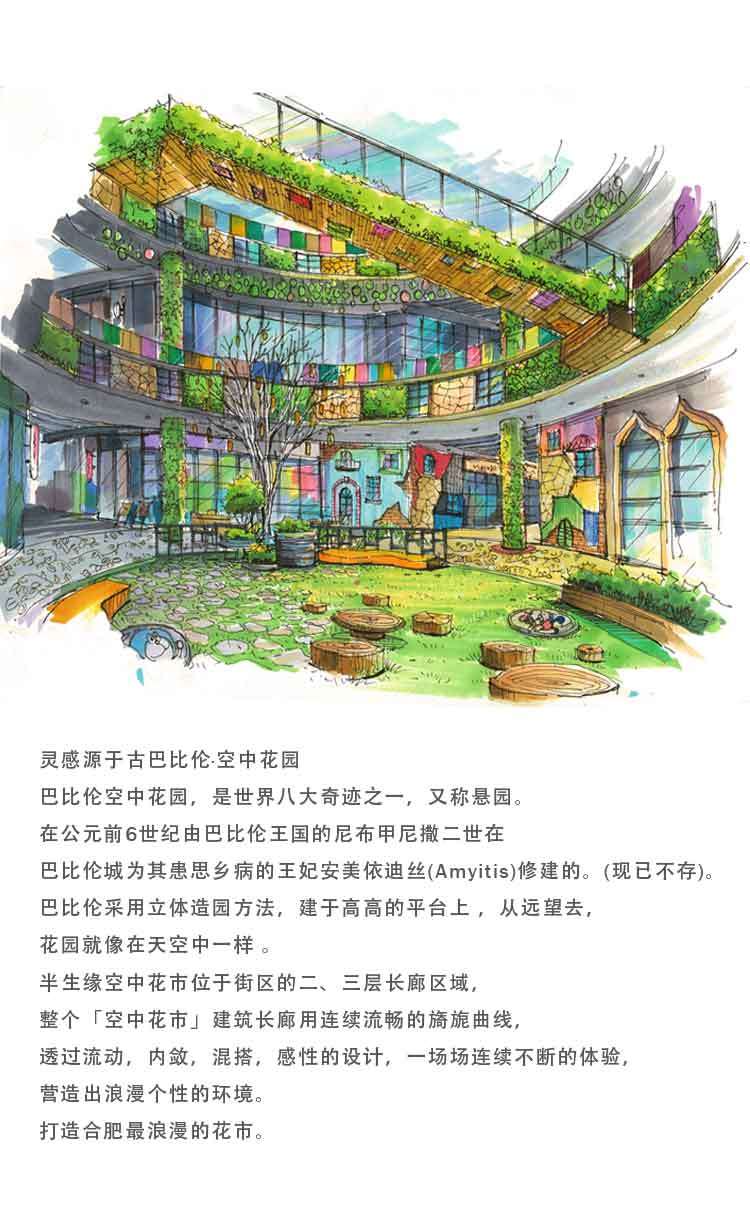 灵感源于古巴比伦·空中花园
巴比伦空中花园，是世界八大奇迹之一，又称悬园。
在公元前6世纪由巴比伦王国的尼布甲尼撒二世在
巴比伦城为其患思乡病的王妃安美依迪丝(Amyitis)修建的。(现已不存)。
巴比伦采用立体造园方法，建于高高的平台上 ，从远望去，
花园就像在天空中一样 。
半生缘空中花市位于街区的二、三层长廊区域，
整个「空中花市」建筑长廊用连续流畅的旖旎曲线，
透过流动，内敛，混搭，感性的设计，一场场连续不断的体验，
营造出浪漫个性的环境。
打造合肥最浪漫的花市。